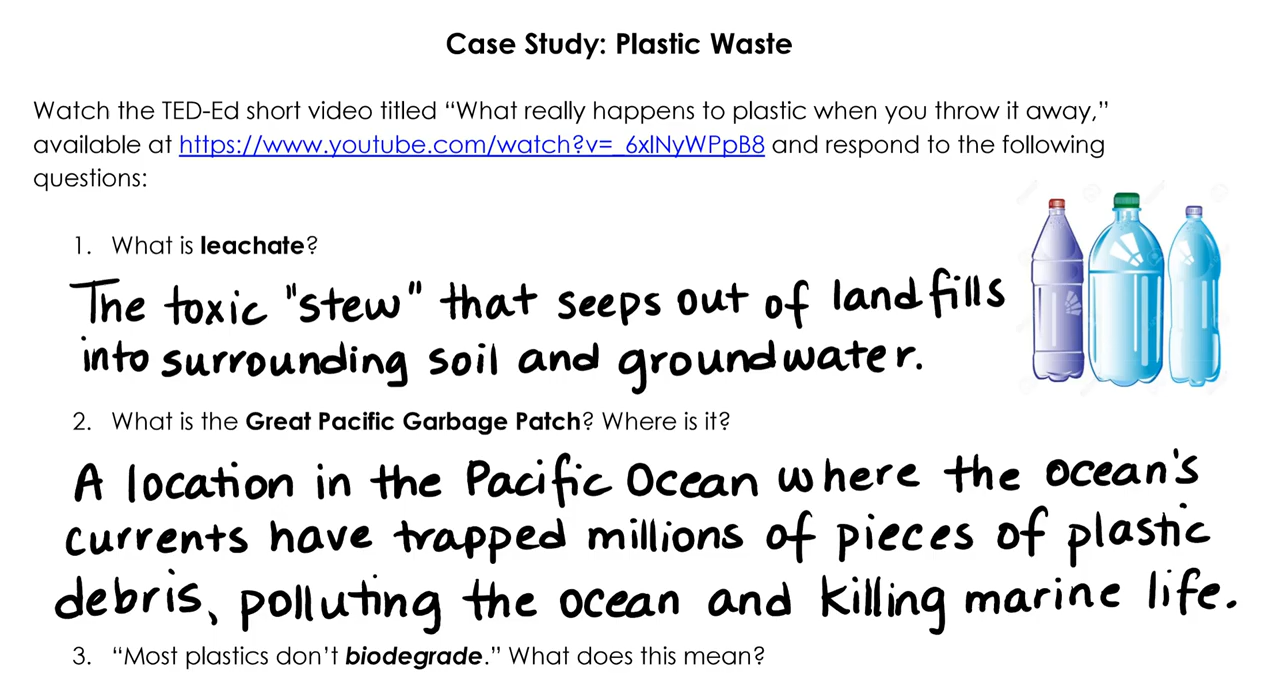 Case Study: Plastic Waste
Watch the TED-Ed short video titled “What really happens to plastic when you throw it away,”
available at https://www.youtube.com/watch?v=_6xlNyWPpB8 and respond to the following
questions:
1. What is leachate?
The toxic "stew" that seeps out of landfills
into surrounding soil and groundwater.
2. What is the Great Pacific Garbage Patch? Where is it?
A location in the Pacific Ocean where the ocean's
currents have trapped millions of pieces of plastic
debris, polluting the ocean and killing marine life.
3. “Most plastics don’t biodegrade.” What does this mean?